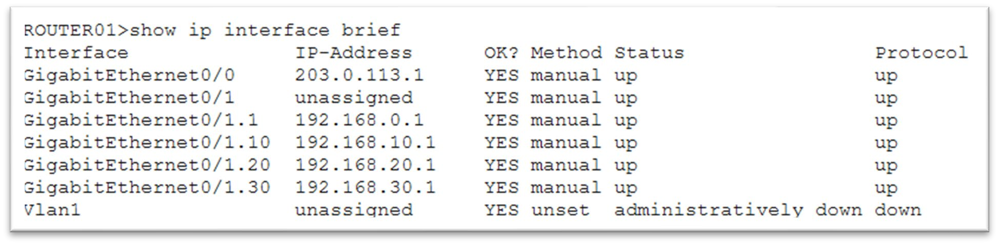 ROUTER01>show ip interface brief
Interface IP-Address OK? Method Status Protocol
GigabitEthernet0/0 203.0.113.1 YES manual up up
GigabitEthernet0/1 unassigned YES manual up up
GigabitEthernet0/1.1 192.168.0.1 YES manual up up
GigabitEthernet0/1.10 192.168.10.1 YES manual up up
GigabitEthernet0/1.20 192.168.20.1 YES manual up up
GigabitEthernet0/1.30 192.168.30.1 YES manual up up
Vlan1 unassigned YES unset administratively down down